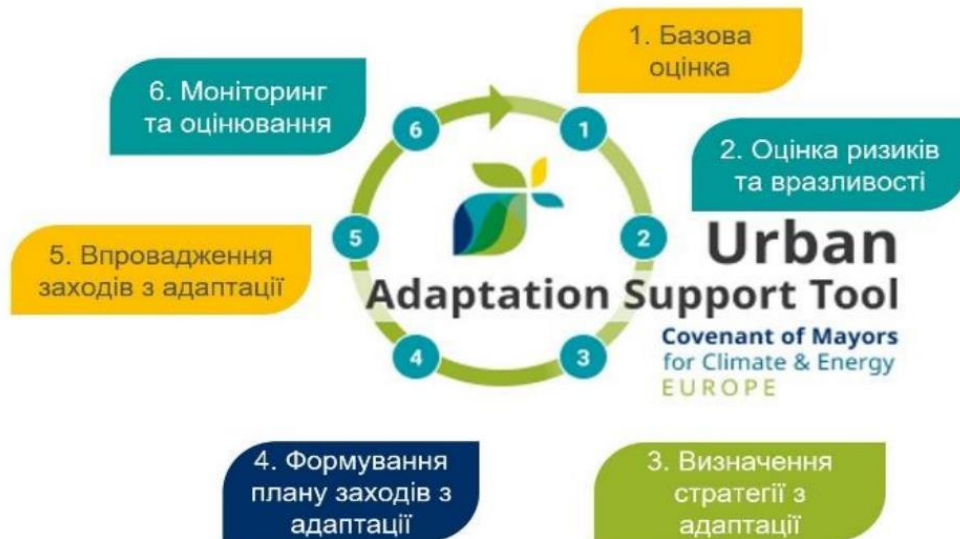 1. Базова
оцінка
6. Моніторинг
та оцінювання
6
1
2. Оцінка ризиків
та вразливості
5
2
5. Впровадження
заходів з адаптації
Urban
Adaptation Support Tool
Covenant of Mayors
for Climate & Energy
EUROPE
4
3
4. Формування
плану заходів з
адаптації
3. Визначення
стратегії з
адаптації